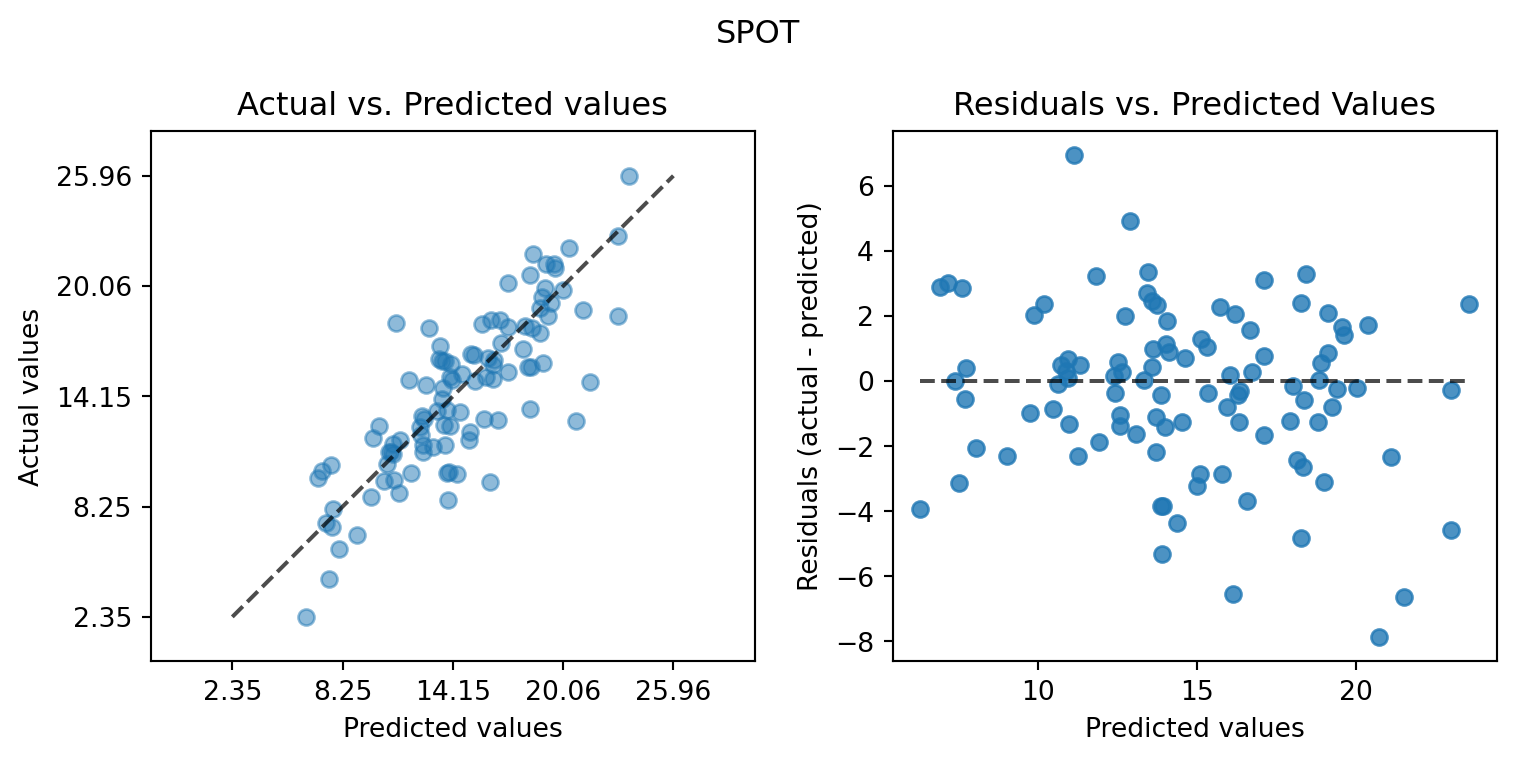 SPOT
Actual vs. Predicted values
25.96
20.06
14.15
8.25
2.35
Actual values
2.35 8.25 14.15 20.06 25.96
Predicted values
Residuals vs. Predicted Values
6
4
2
0
−2
−4
−6
−8
Residuals (actual - predicted)
10 15 20
Predicted values